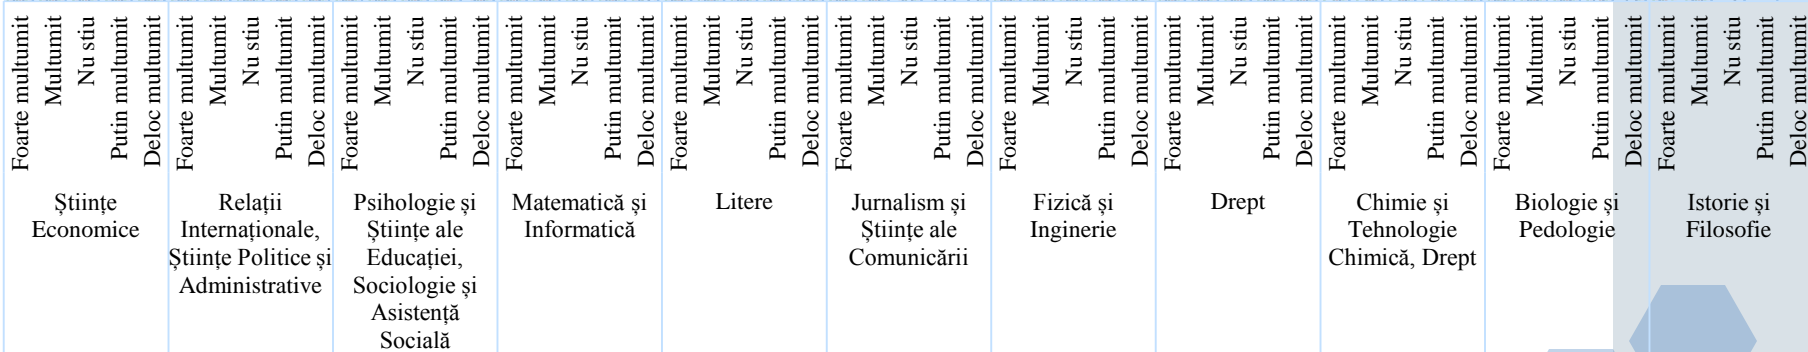 Foarte multumit
Multumit
Nu stiu
Putin multumit
Deloc multumit
Foarte multumit
Multumit
Nu stiu
Putin multumit
Deloc multumit
Foarte multumit
Multumit
Nu stiu
Putin multumit
Deloc multumit
Foarte multumit
Multumit
Nu stiu
Putin multumit
Deloc multumit
Foarte multumit
Multumit
Nu stiu
Putin multumit
Deloc multumit
Foarte multumit
Multumit
Nu stiu
Putin multumit
Deloc multumit
Foarte multumit
Multumit
Nu stiu
Putin multumit
Deloc multumit
Foarte multumit
Multumit
Nu stiu
Putin multumit
Deloc multumit
Foarte multumit
Multumit
Nu stiu
Putin multumit
Deloc multumit
Foarte multumit
Multumit
Nu stiu
Putin multumit
Deloc multumit
Foarte multumit
Multumit
Nu stiu
Putin multumit
Deloc multumit
Științe
Economice
Relații
Internaționale,
Științe Politice și
Administrative
Psihologie și
Științe ale
Educației,
Sociologie și
Asistență
Socială
Matematică și
Informatică
Litere
Jurnalism și
Științe ale
Comunicării
Fizică și
Inginerie
Drept
Chimie și
Tehnologie
Chimică, Drept
Biologie și
Pedologie
Istorie și
Filosofie